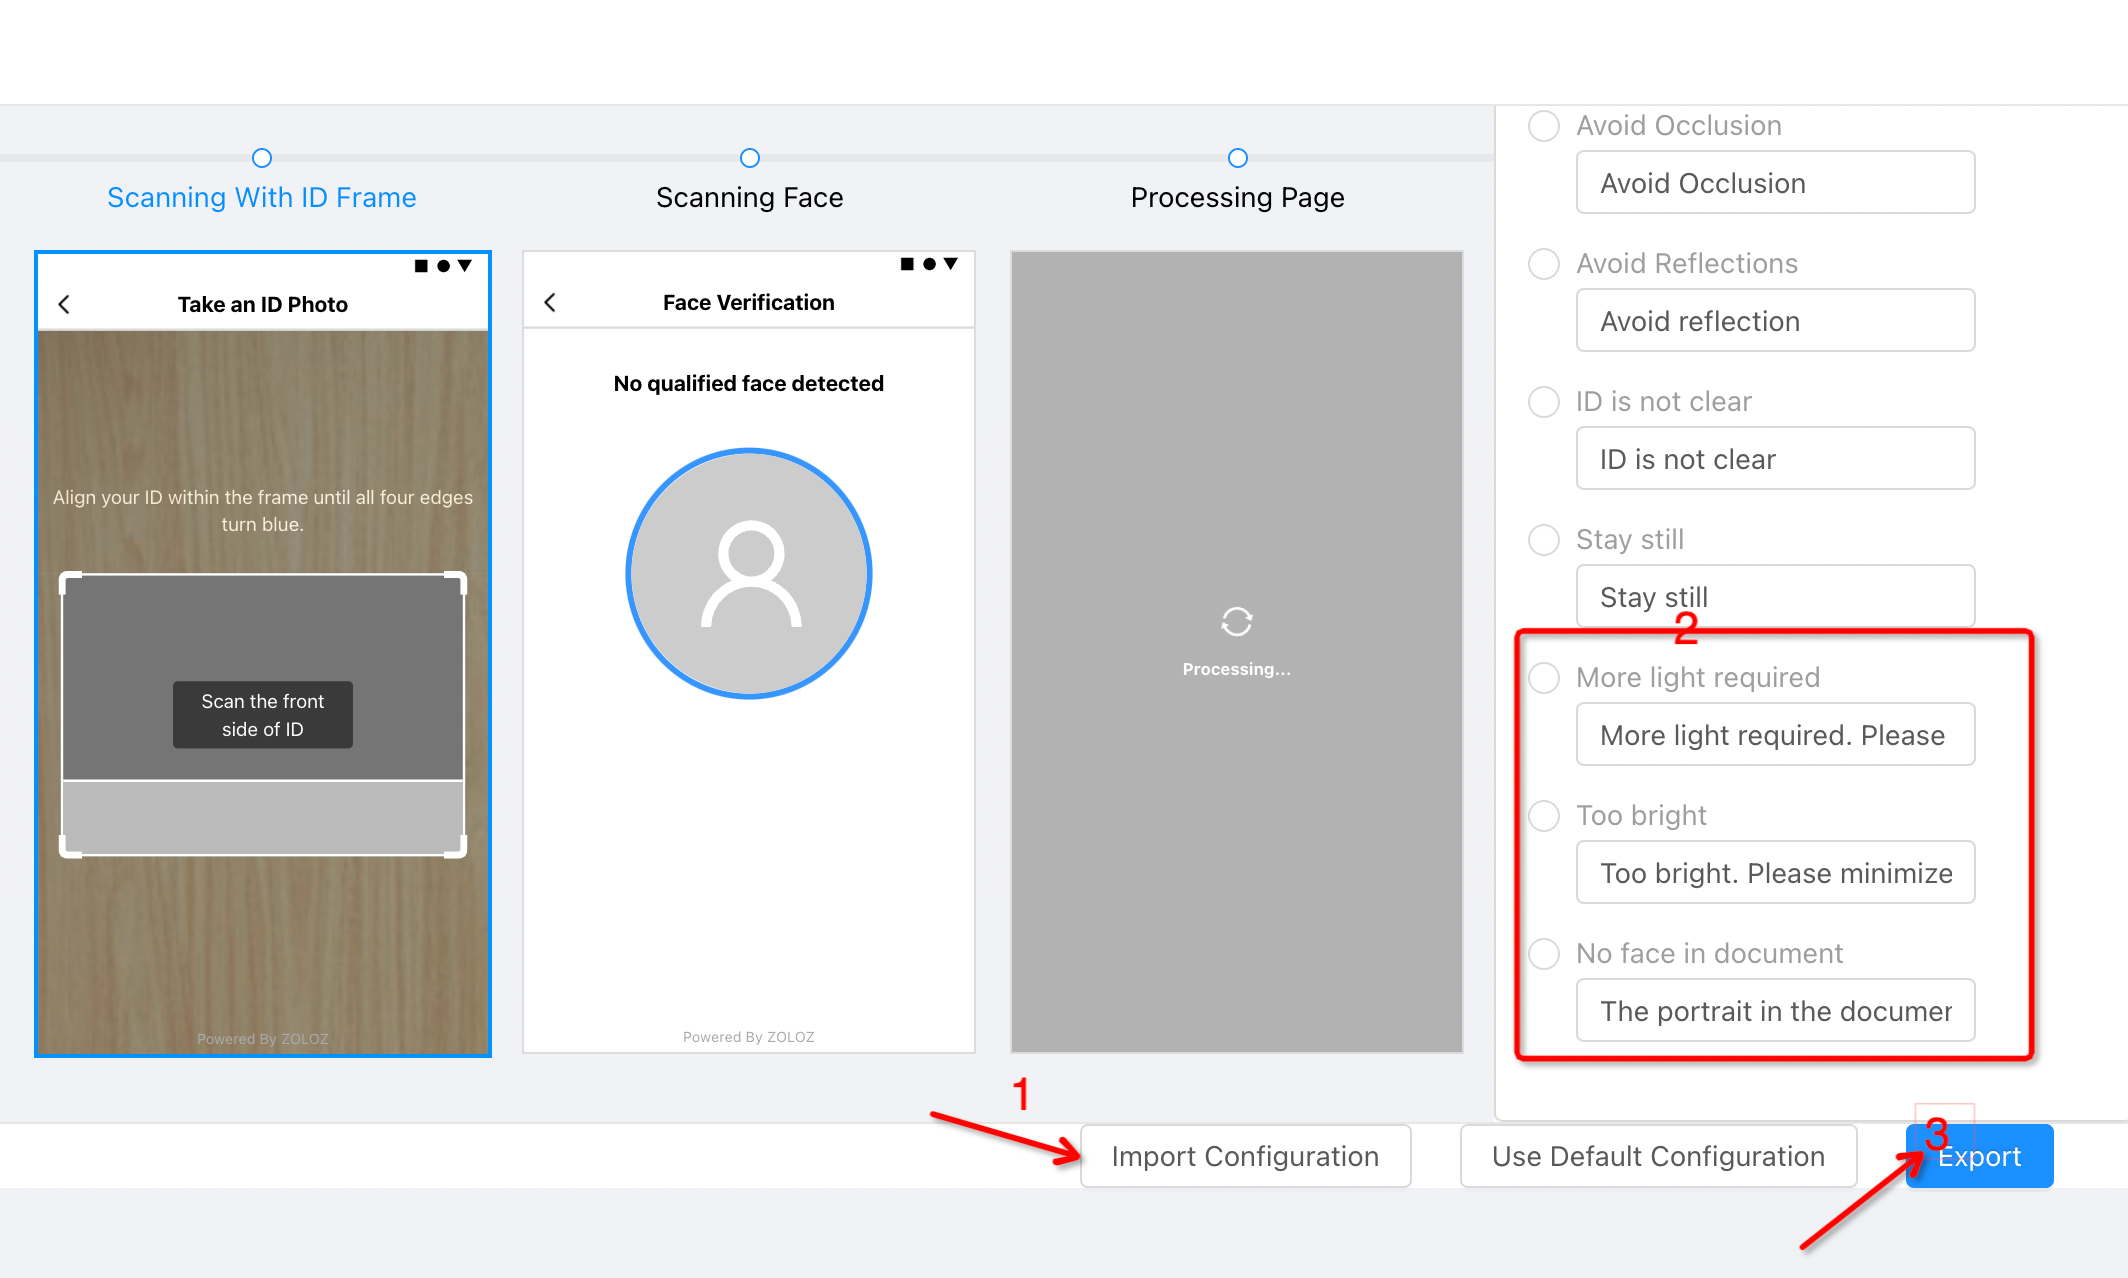 Scanning With ID Frame
Scanning Face
Processing Page
Take an ID Photo
Align your ID within the frame until all four edges
turn blue.
Scan the front
side of ID
Powered By ZOLOZ
Face Verification
No qualified face detected
Powered By ZOLOZ
Processing...
Avoid Occlusion
Avoid Occlusion
Avoid Reflections
Avoid reflection
ID is not clear
ID is not clear
Stay still
Stay still
2
More light required
More light required. Please
Too bright
Too bright. Please minimize
No face in document
The portrait in the documen
1
Import Configuration
Use Default Configuration
3
Export